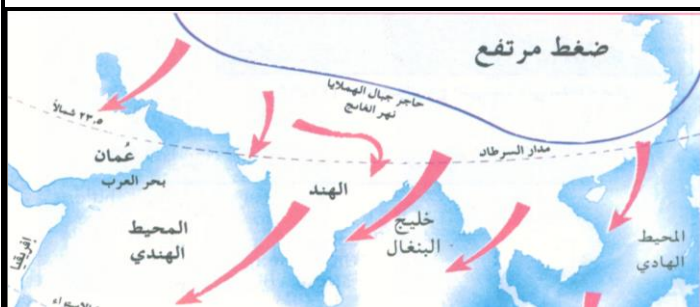 ضغط مرتفع
حاجز جبال الهملايا
نهر الغانج
٢٣،٥ شمالاً
مدار السرطان
عُمان
بحر العرب
الهند
خليج
البنغال
المحيط
الهندي
المحيط
الهادي
إفريقيا